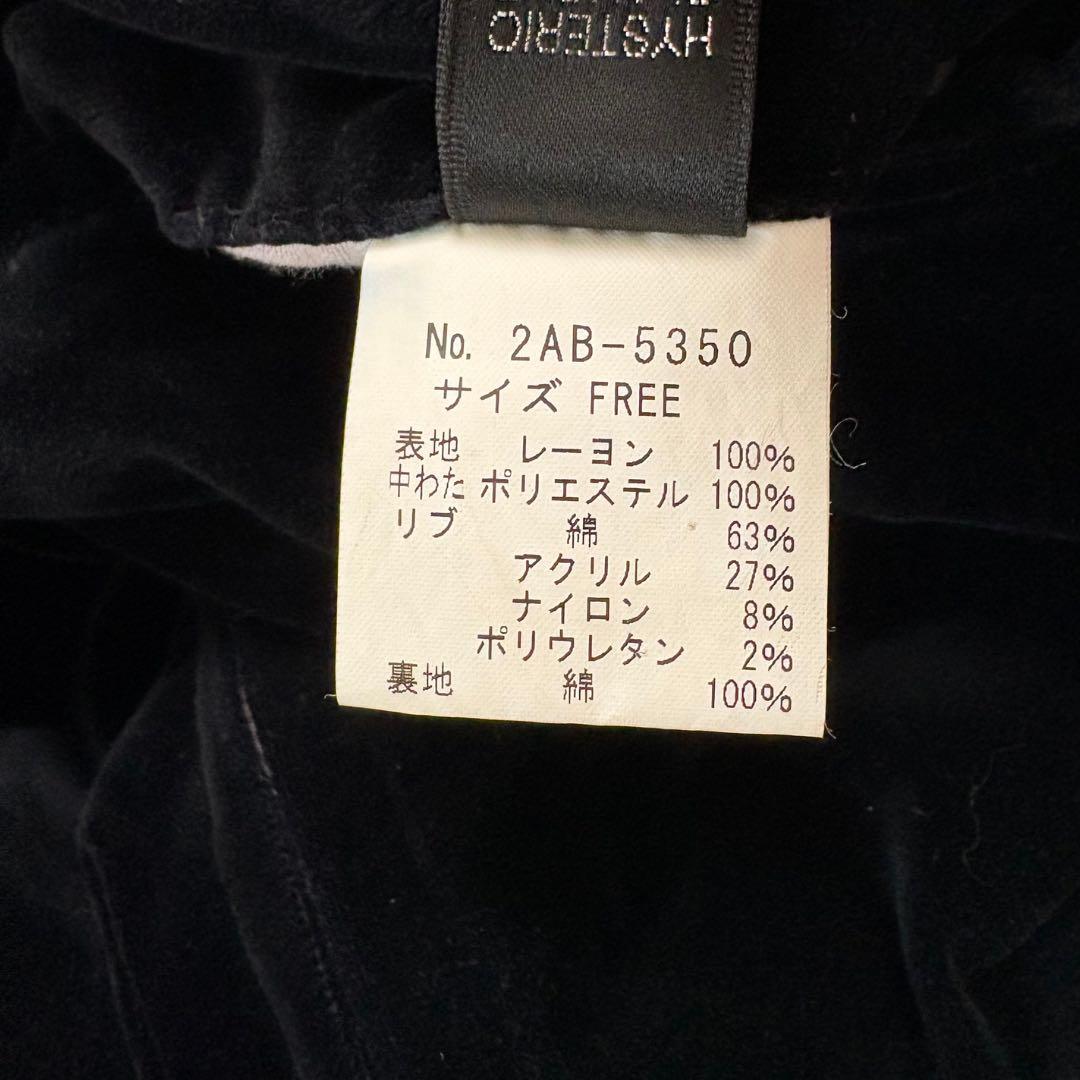 HYSTERIC
No. 2AB-5350
サイズ FREE
表地 レーヨン 100%
中わた ポリエステル 100%
リブ 綿 63%
アクリル 27%
ナイロン 8%
ポリウレタン 2%
裏地 綿 100%